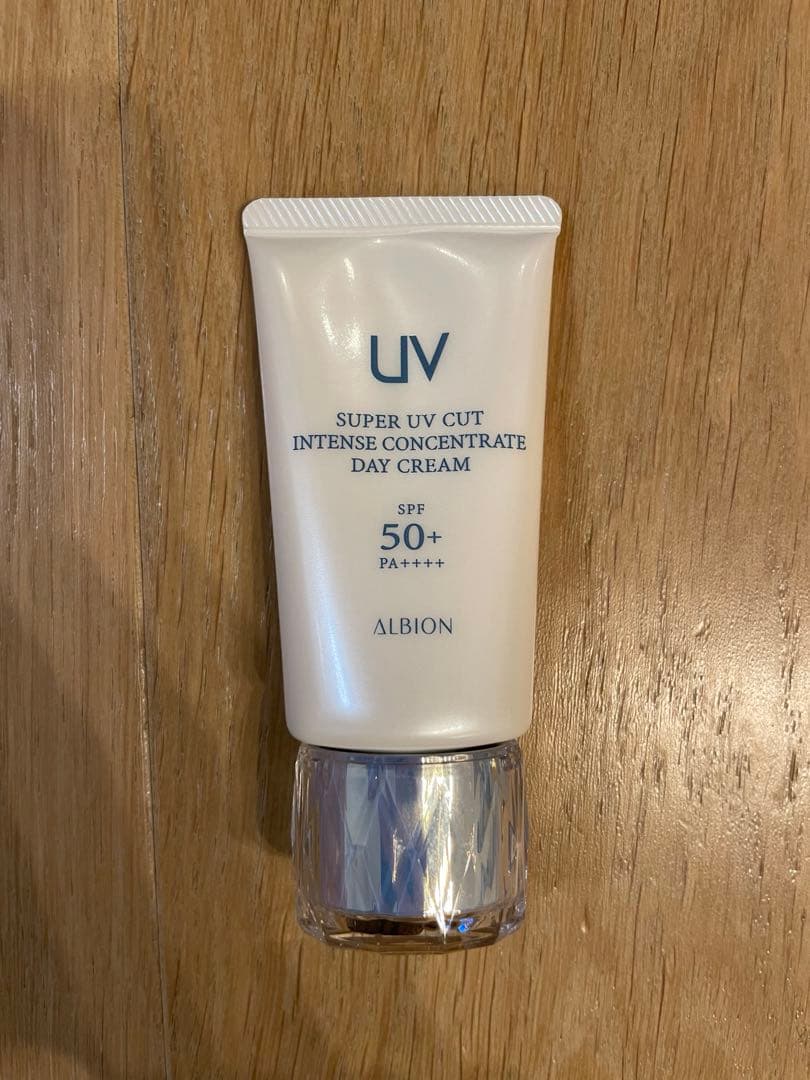 UV
SUPER UV CUT
INTENSE CONCENTRATE
DAY CREAM
SPF
50+
PA++++
ALBION